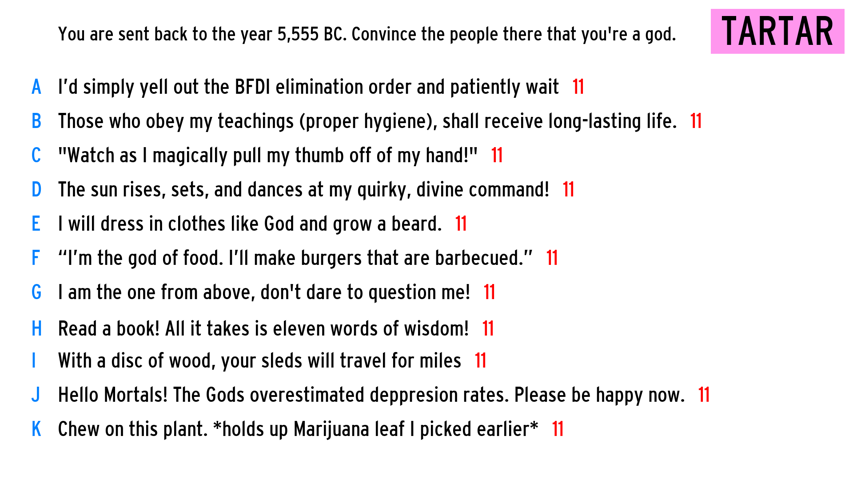 You are sent back to the year 5,555 BC. Convince the people there that you're a god.
TARTAR
A I'd simply yell out the BFDI elimination order and patiently wait 11
B Those who obey my teachings (proper hygiene), shall receive long-lasting life. 11
C "Watch as I magically pull my thumb off of my hand!" 11
D The sun rises, sets, and dances at my quirky, divine command! 11
E I will dress in clothes like God and grow a beard. 11
F “I’m the god of food. I’ll make burgers that are barbecued.” 11
G I am the one from above, don't dare to question me! 11
H Read a book! All it takes is eleven words of wisdom! 11
I With a disc of wood, your sleds will travel for miles 11
J Hello Mortals! The Gods overestimated deppresion rates. Please be happy now. 11
K Chew on this plant. *holds up Marijuana leaf I picked earlier* 11